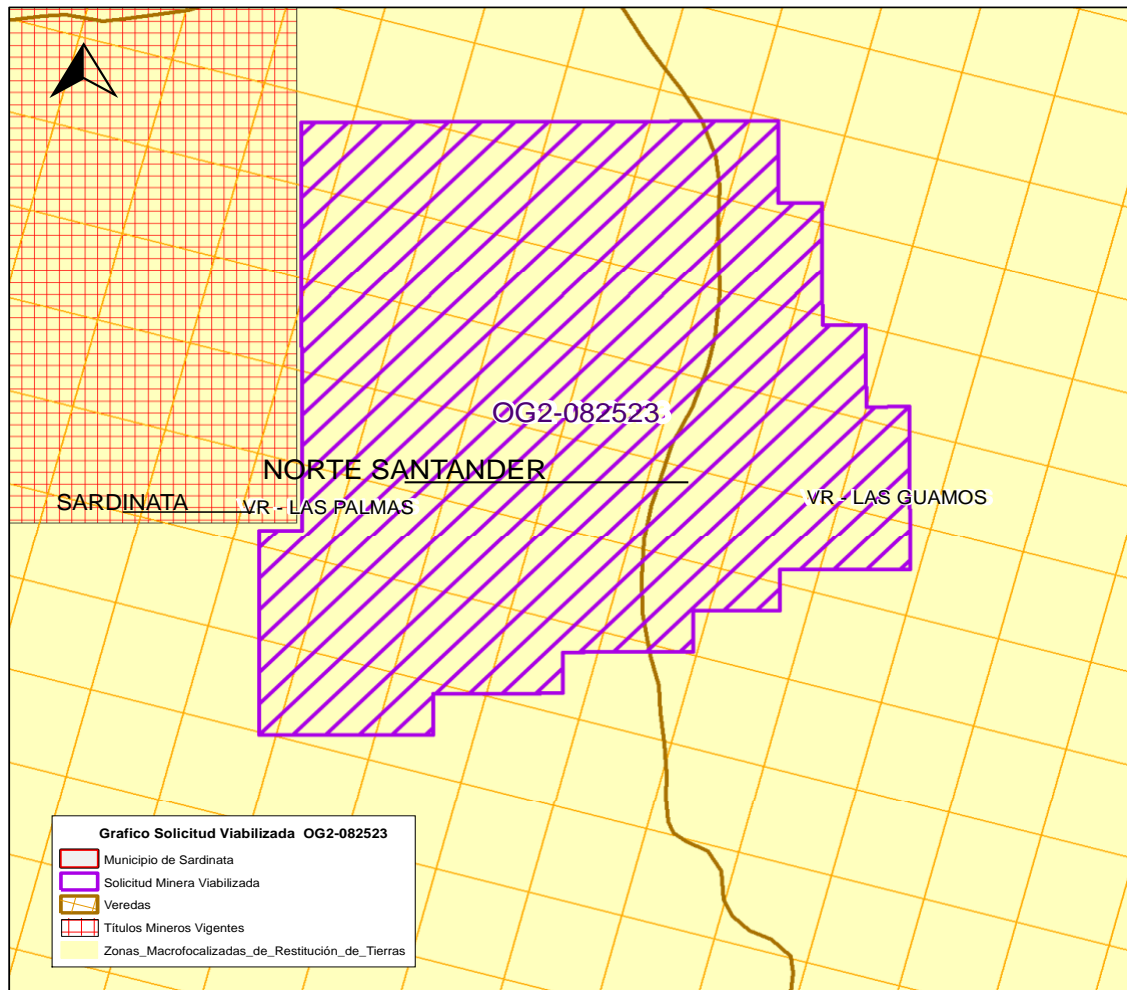 OG2-082523
NORTE SANTANDER
SARDINATA
VR - LAS PALMAS
VR - LAS GUAMOS
Grafico Solicitud Viabilizada OG2-082523
Municipio de Sardinata
Solicitud Minera Viabilizada
Veredas
Títulos Mineros Vigentes
Zonas_Macrofocalizadas_de_Restitución_de_Tierras